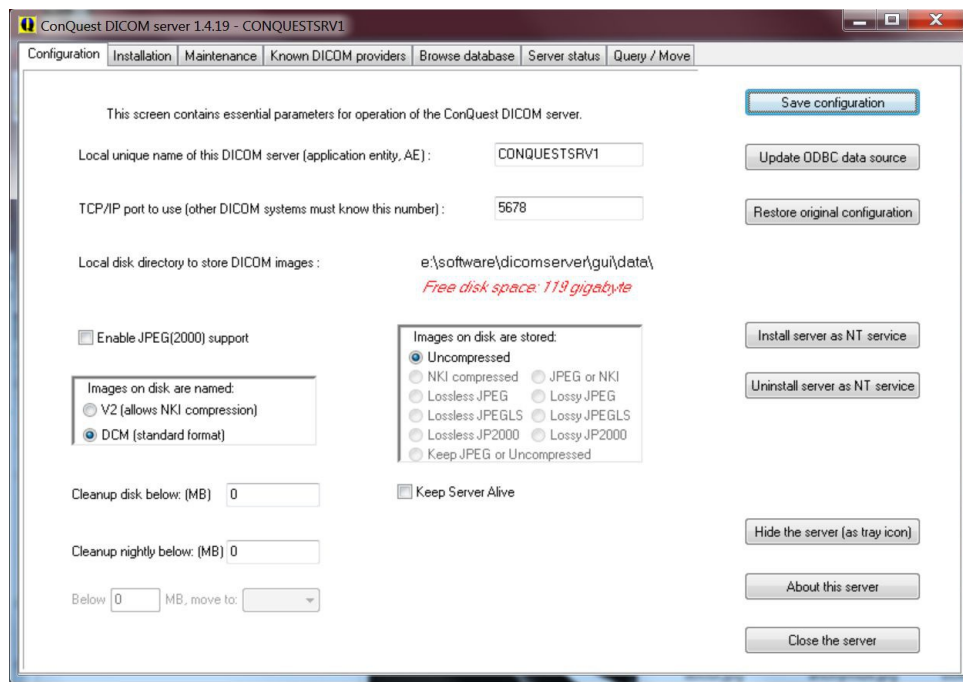 ConQuest DICOM server 1.4.19 - CONQUESTSRV1
Configuration Installation Maintenance Known DICOM providers Browse database Server status Query / Move
This screen contains essential parameters for operation of the ConQuest DICOM server.
Save configuration
Local unique name of this DICOM server (application entity, AE) : CONQUESTSRV1
Update ODBC data source
TCP/IP port to use (other DICOM systems must know this number) : 5678
Restore original configuration
Local disk directory to store DICOM images : e:\software\dicomserver\gui\data\
Free disk space: 119 gigabyte
Enable JPEG(2000) support
Images on disk are stored:
Uncompressed
NKI compressed JPEG or NKI
Lossless JPEG Lossy JPEG
Lossless JPEGLS Lossy JPEGLS
Lossless JP2000 Lossy JP2000
Keep JPEG or Uncompressed
Install server as NT service
Images on disk are named:
V2 (allows NKI compression)
DCM (standard format)
Uninstall server as NT service
Cleanup disk below: (MB) 0
Keep Server Alive
Hide the server (as tray icon)
Cleanup nightly below: (MB) 0
Below 0 MB, move to:
About this server
Close the server